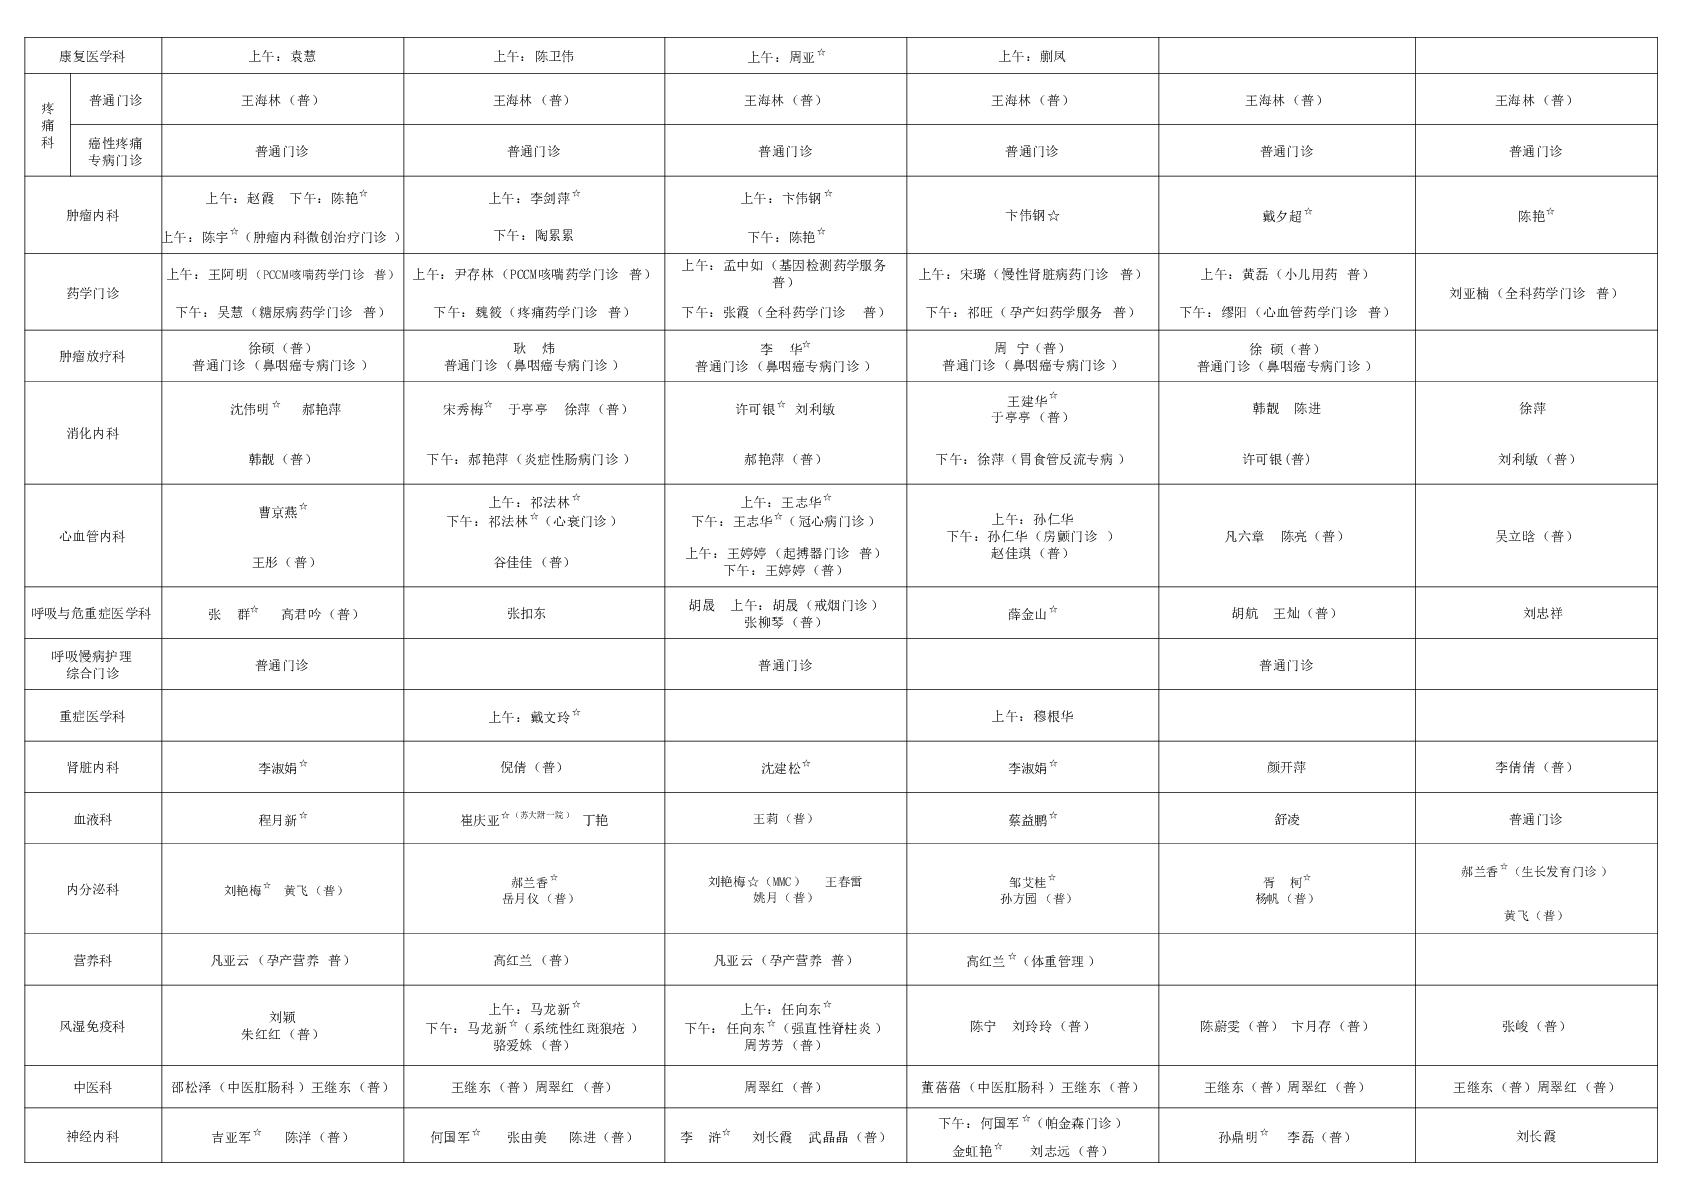 康复医学科 上午：袁慧 上午：陈卫伟 上午：周亚☆ 上午：蒯凤
疼痛科 普通门诊 王海林（普） 王海林（普） 王海林（普） 王海林（普） 王海林（普） 王海林（普）
癌性疼痛
专病门诊 普通门诊 普通门诊 普通门诊 普通门诊 普通门诊 普通门诊
肿瘤内科
上午：赵霞 下午：陈艳☆
上午：陈宇☆（肿瘤内科微创治疗门诊）
上午：李剑萍☆
下午：陶累累
上午：卞伟钢☆
下午：陈艳☆
卞伟钢☆
戴夕超☆
陈艳☆
药学门诊
上午：王阿明（PCCM咳喘药学门诊 普）
下午：吴慧（糖尿病药学门诊 普）
上午：尹存林（PCCM咳喘药学门诊 普）
下午：魏筱（疼痛药学门诊 普）
上午：孟中如（基因检测药学服务
普）
下午：张霞（全科药学门诊 普）
上午：宋璐（慢性肾脏病药门诊 普）
下午：祁旺（孕产妇药学服务 普）
上午：黄磊（小儿用药 普）
下午：缪阳（心血管药学门诊 普）
刘亚楠（全科药学门诊 普）
肿瘤放疗科
徐硕（普）
普通门诊（鼻咽癌专病门诊）
耿 炜
普通门诊（鼻咽癌专病门诊）
李 华☆
普通门诊（鼻咽癌专病门诊）
周 宁（普）
普通门诊（鼻咽癌专病门诊）
徐 硕（普）
普通门诊（鼻咽癌专病门诊）
消化内科
沈伟明☆ 郝艳萍
韩靓（普）
宋秀梅☆ 于亭亭 徐萍（普）
下午：郝艳萍（炎症性肠病门诊）
许可银☆ 刘利敏
郝艳萍（普）
王建华☆
于亭亭（普）
下午：徐萍（胃食管反流专病）
韩靓 陈进
许可银(普)
徐萍
刘利敏（普）
心血管内科
曹京燕☆
王彤（普）
上午：祁法林☆
下午：祁法林☆（心衰门诊）
谷佳佳（普）
上午：王志华☆
下午：王志华☆（冠心病门诊）
上午：王婷婷（起搏器门诊 普）
下午：王婷婷（普）
上午：孙仁华
下午：孙仁华（房颤门诊）
赵佳琪（普）
凡六章 陈亮（普）
吴立晗（普）
呼吸与危重症医学科
张 群☆ 高君吟（普）
张扣东
胡晟 上午：胡晟（戒烟门诊）
张柳琴（普）
薛金山☆
胡航 王灿（普）
刘忠祥
呼吸慢病护理
综合门诊
普通门诊 普通门诊 普通门诊
重症医学科 上午：戴文玲☆ 上午：穆根华
肾脏内科 李淑娟☆ 倪倩（普） 沈建松☆ 李淑娟☆ 颜开萍 李倩倩（普）
血液科 程月新☆ 崔庆亚☆（苏大附一院） 丁艳 王莉（普） 蔡益鹏☆ 舒凌 普通门诊
内分泌科
刘艳梅☆ 黄飞（普）
郝兰香☆
岳月仪（普）
刘艳梅☆（MMC） 王春雷
姚月（普）
邹艾桂☆
孙方园（普）
胥 柯☆
杨帆（普）
郝兰香☆（生长发育门诊）
黄飞（普）
营养科 凡亚云（孕产营养 普） 高红兰（普） 凡亚云（孕产营养 普） 高红兰☆（体重管理）
风湿免疫科
刘颖
朱红红（普）
上午：马龙新☆
下午：马龙新☆（系统性红斑狼疮）
骆爱姝（普）
上午：任向东☆
下午：任向东☆（强直性脊柱炎）
周芳芳（普）
陈宁 刘玲玲（普）
陈蔚雯（普） 卞月存（普）
张峻（普）
中医科 邵松泽（中医肛肠科）王继东（普） 王继东（普）周翠红（普） 周翠红（普） 董蓓蓓（中医肛肠科）王继东（普） 王继东（普）周翠红（普） 王继东（普）周翠红（普）
神经内科
吉亚军☆ 陈洋（普）
何国军☆ 张由美 陈进（普）
李 浒☆ 刘长霞 武晶晶（普）
下午：何国军☆（帕金森门诊）
金虹艳☆ 刘志远（普）
孙鼎明☆ 李磊（普）
刘长霞